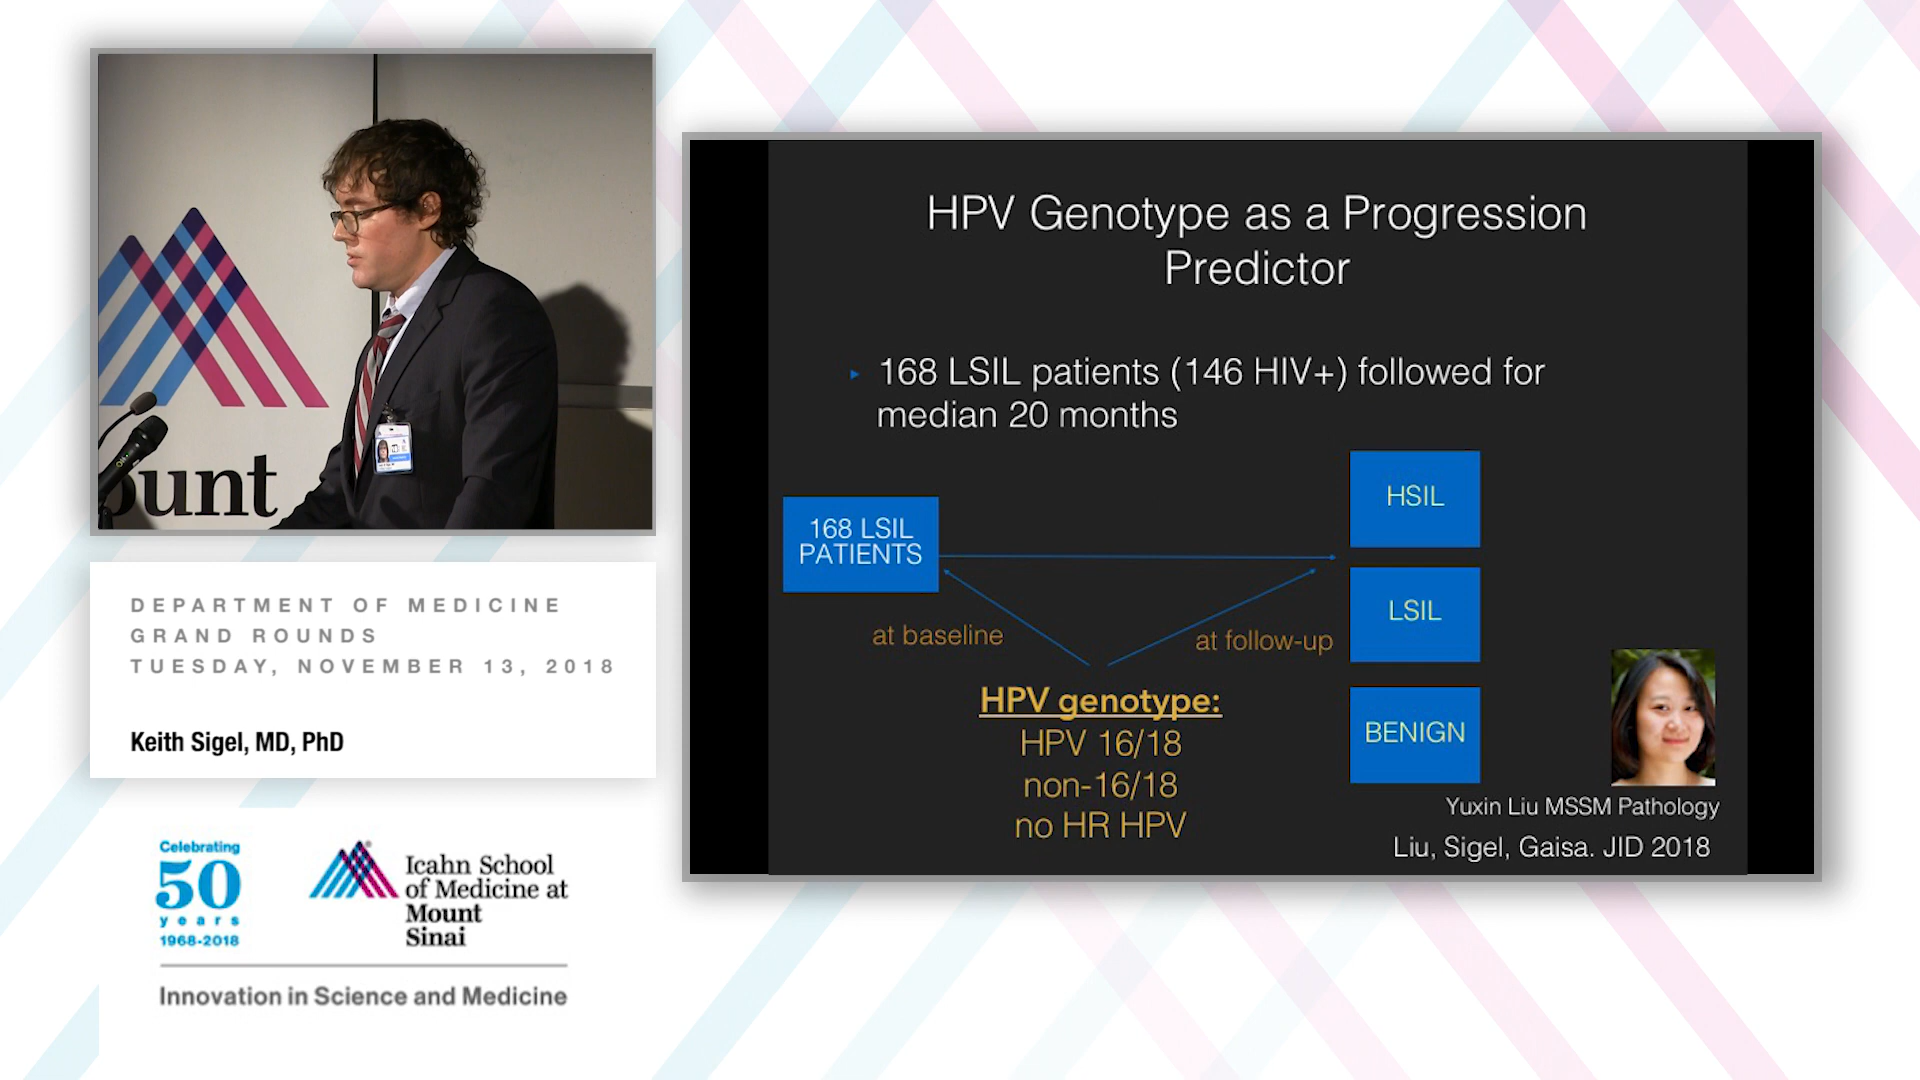 ount
DEPARTMENT OF MEDICINE
GRAND ROUNDS
TUESDAY, NOVEMBER 13, 2018
Keith Sigel, MD, PhD
Celebrating
50
years
1968-2018
Icahn School
of Medicine at
Mount
Sinai
Innovation in Science and Medicine
HPV Genotype as a Progression
Predictor
168 LSIL patients (146 HIV+) followed for
median 20 months
168 LSIL
PATIENTS
HSIL
LSIL
BENIGN
at baseline
at follow-up
HPV genotype:
HPV 16/18
non-16/18
no HR HPV
Yuxin Liu MSSM Pathology
Liu, Sigel, Gaisa. JID 2018